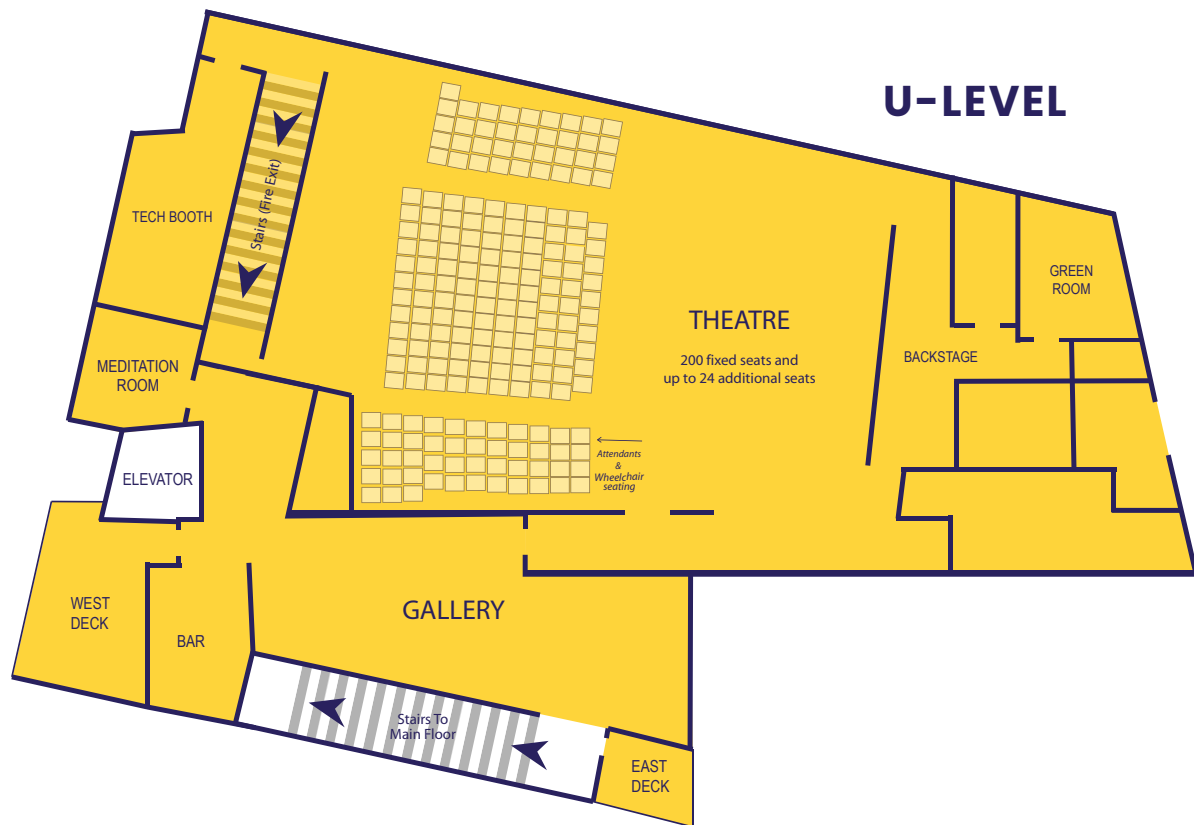 U-LEVEL
Stairs (Fire Exit)
TECH BOOTH
GREEN
ROOM
THEATRE
200 fixed seats and
up to 24 additional seats
BACKSTAGE
MEDITATION
ROOM
Attendants
&
Wheelchair
seating
ELEVATOR
WEST
DECK
GALLERY
BAR
Stairs To
Main Floor
EAST
DECK